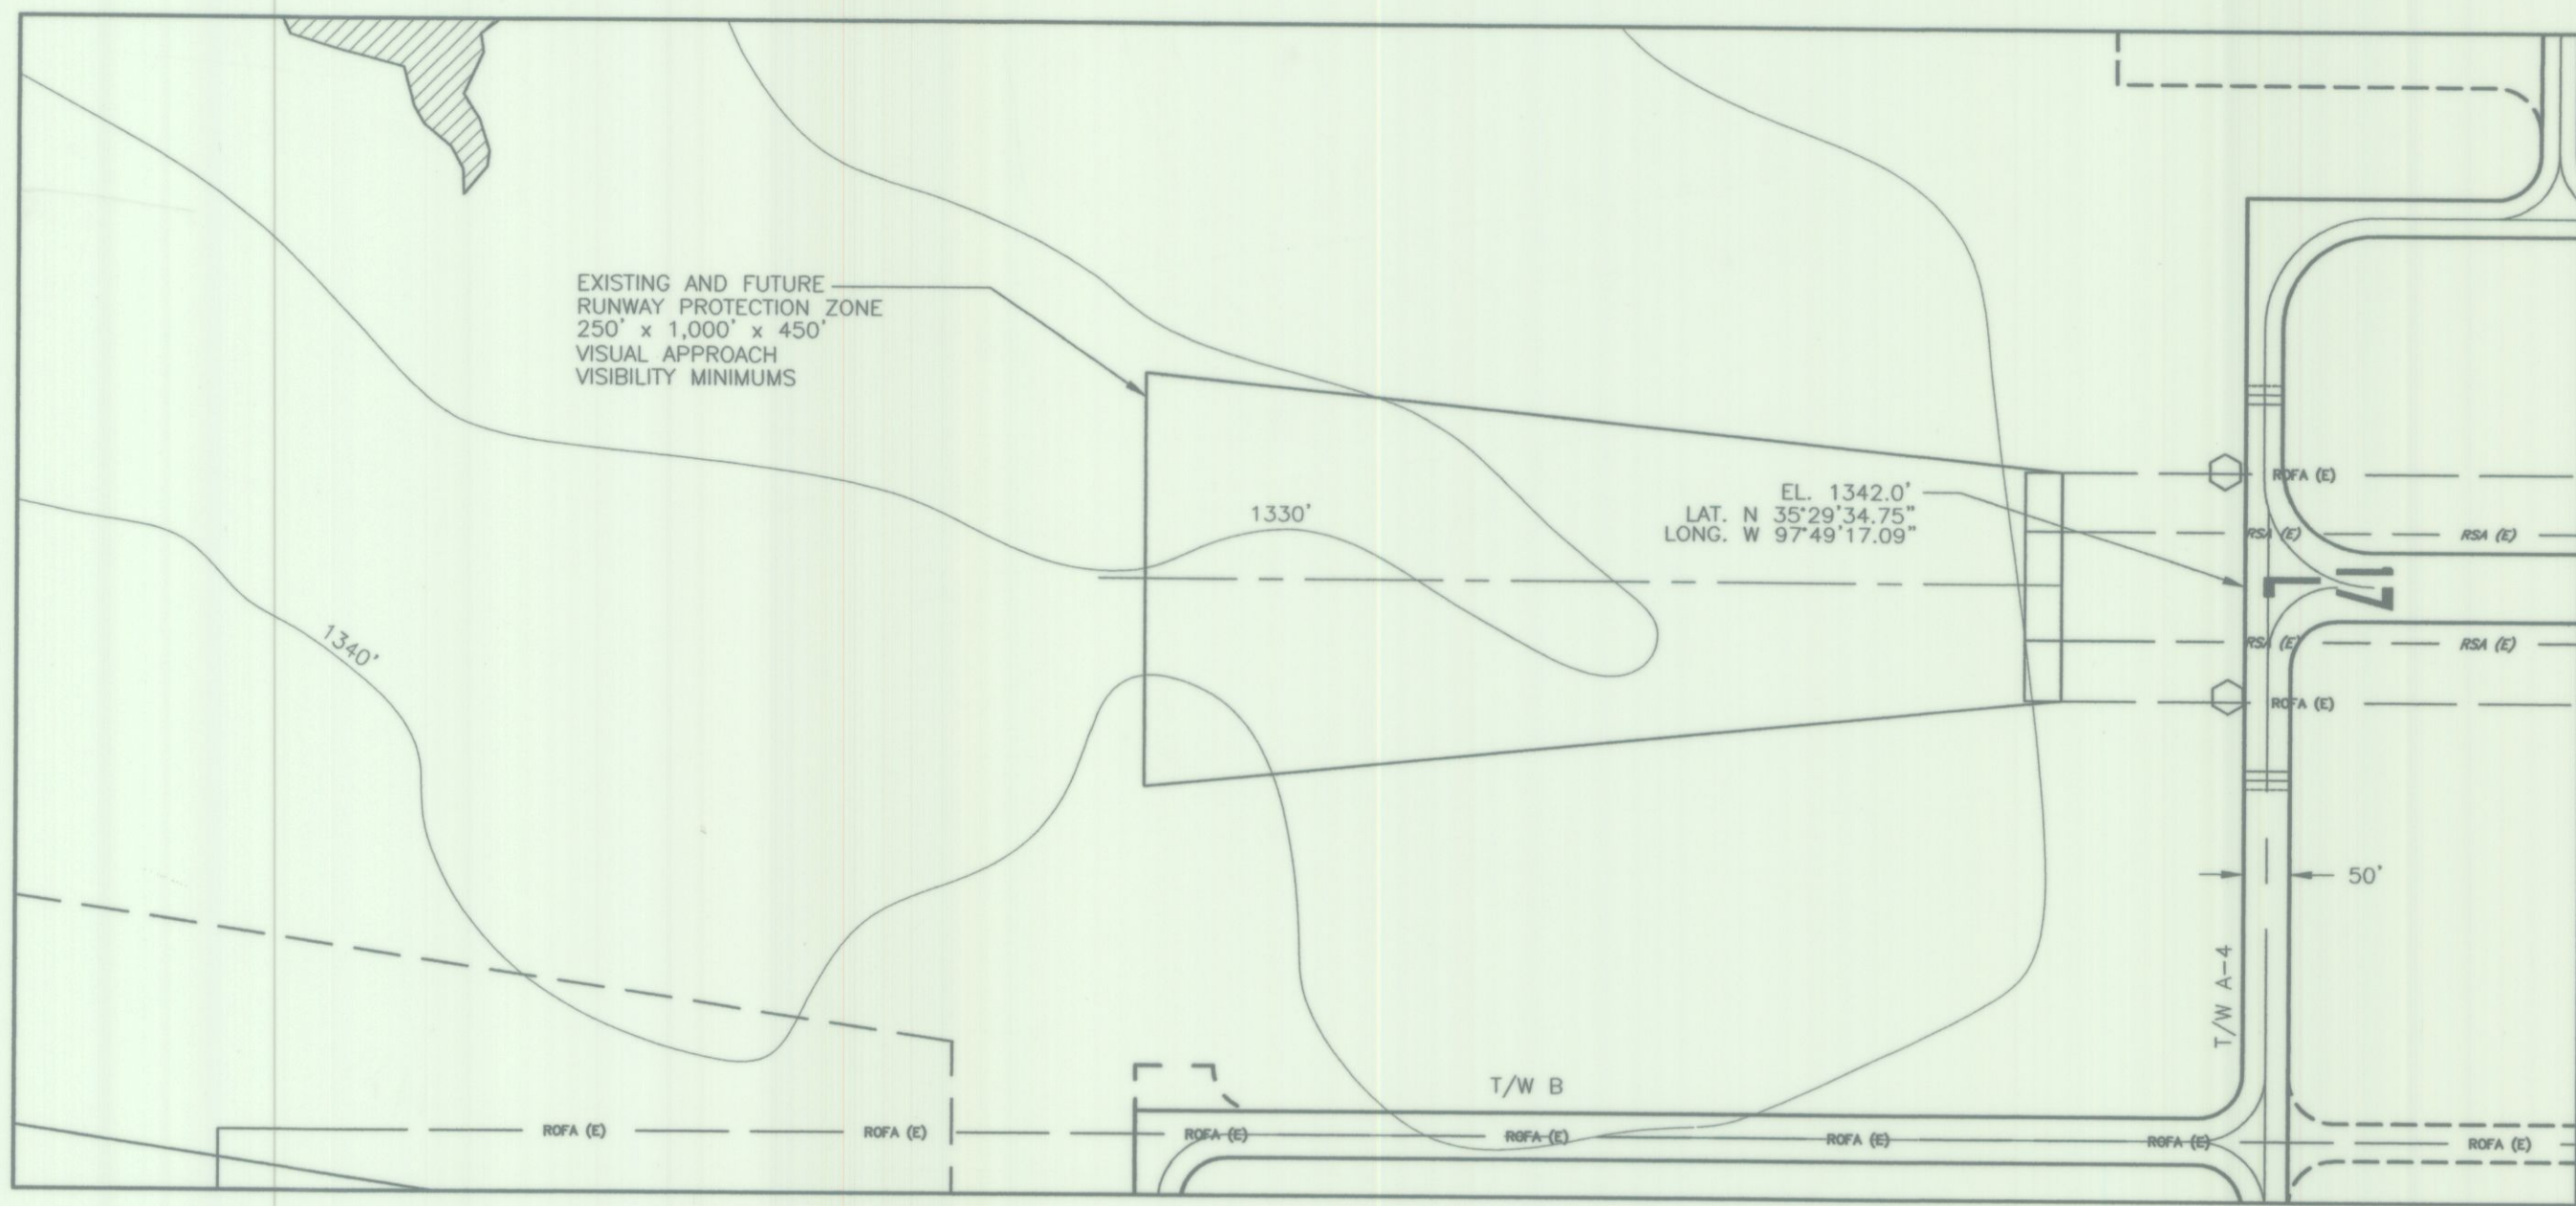 EXISTING AND FUTURE
RUNWAY PROTECTION ZONE
250' x 1,000' x 450'
VISUAL APPROACH
VISIBILITY MINIMUMS
1330'
EL. 1342.0'
LAT. N 35°29'34.75"
LONG. W 97°49'17.09"
ROFA (E)
RSA (E)
RSA (E)
17
RSA (E)
RSA (E)
ROFA (E)
1340'
50'
T/W A-4
T/W B
ROFA (E)
ROFA (E)
ROFA (E)
ROFA (E)
ROFA (E)
ROFA (E)
ROFA (E)